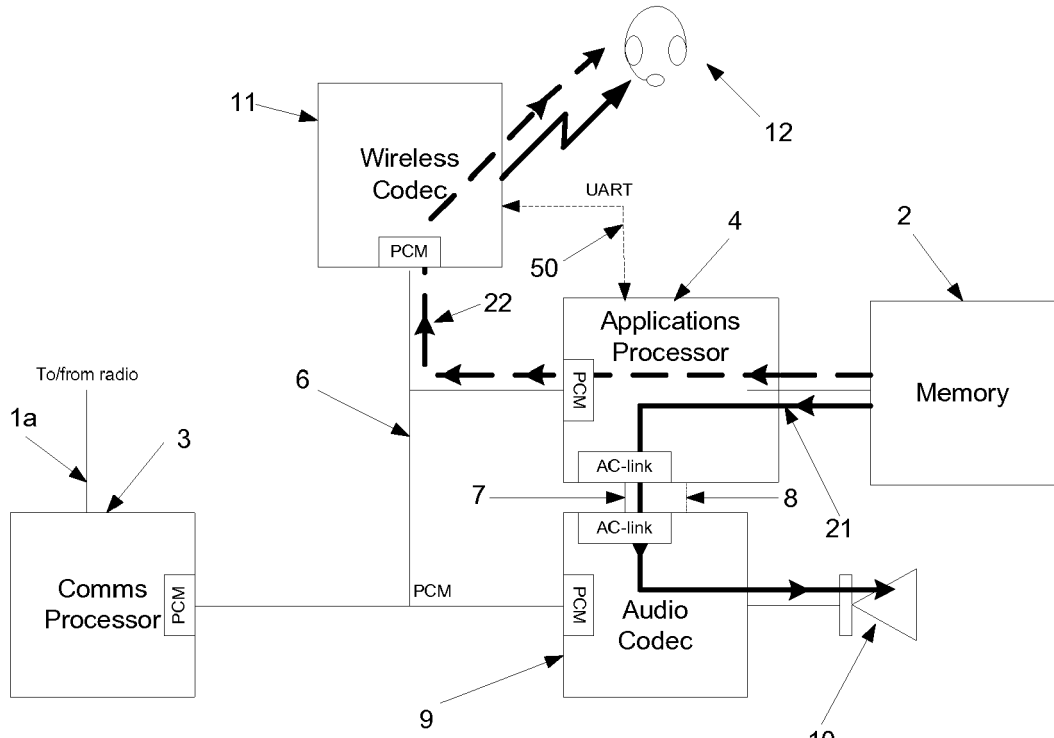 11
Wireless
Codec
12
UART
PCM
50
4
2
22
Applications
Processor
To/from radio
6
PCM
Memory
1a
3
AC-link
7
8
AC-link
21
Comms
Processor
PCM
PCM
PCM
Audio
Codec
9
10